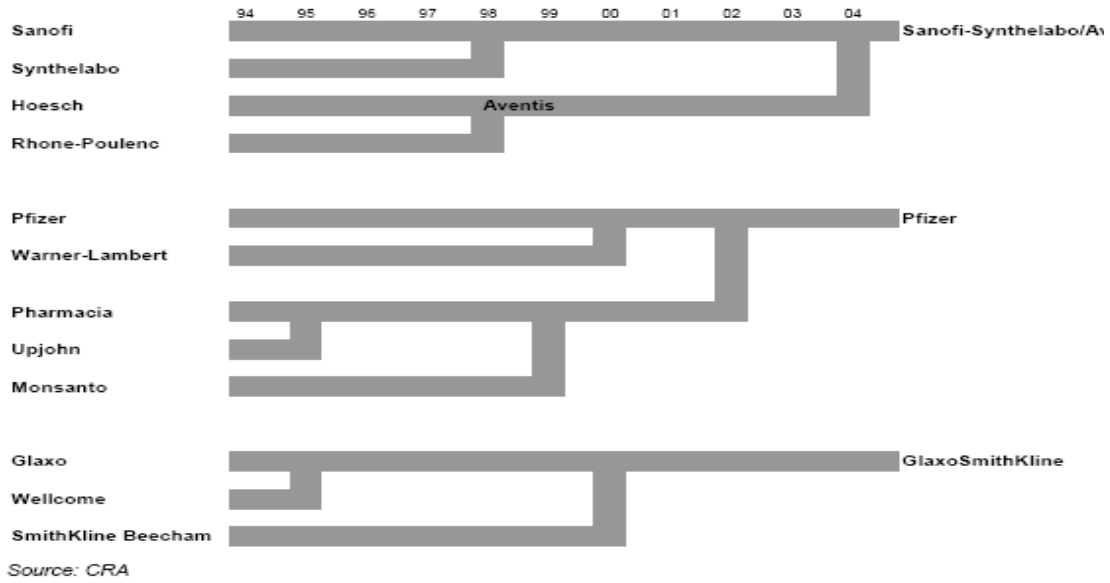 94 95 96 97 98 99 00 01 02 03 04
Sanofi Sanofi-Synthelabo/Av
Synthelabo
Hoesch Aventis
Rhone-Poulenc
Pfizer Pfizer
Warner-Lambert
Pharmacia
Upjohn
Monsanto
Glaxo GlaxoSmithKline
Wellcome
SmithKline Beecham
Source: CRA